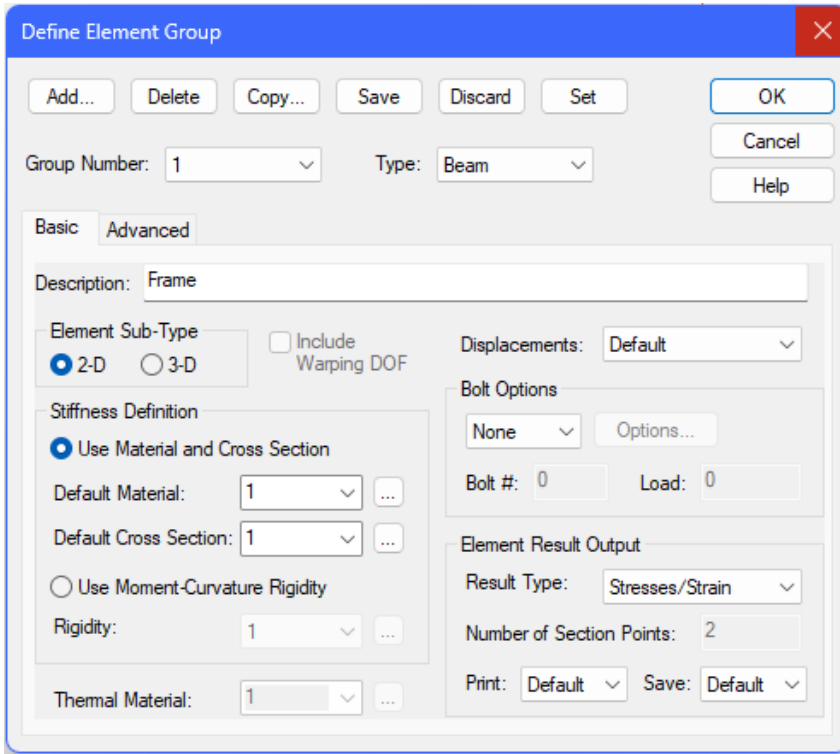 Define Element Group
Add... Delete Copy... Save Discard Set OK
Cancel
Group Number: 1 Type: Beam
Help
Basic Advanced
Description: Frame
Element Sub-Type
2-D 3-D
Include
Warping DOF
Displacements: Default
Stiffness Definition
Use Material and Cross Section
Default Material: 1 ...
Default Cross Section: 1 ...
Use Moment-Curvature Rigidity
Rigidity: 1 ...
Thermal Material: 1 ...
Bolt Options
None Options...
Bolt #: 0 Load: 0
Element Result Output
Result Type: Stresses/Strain
Number of Section Points: 2
Print: Default Save: Default